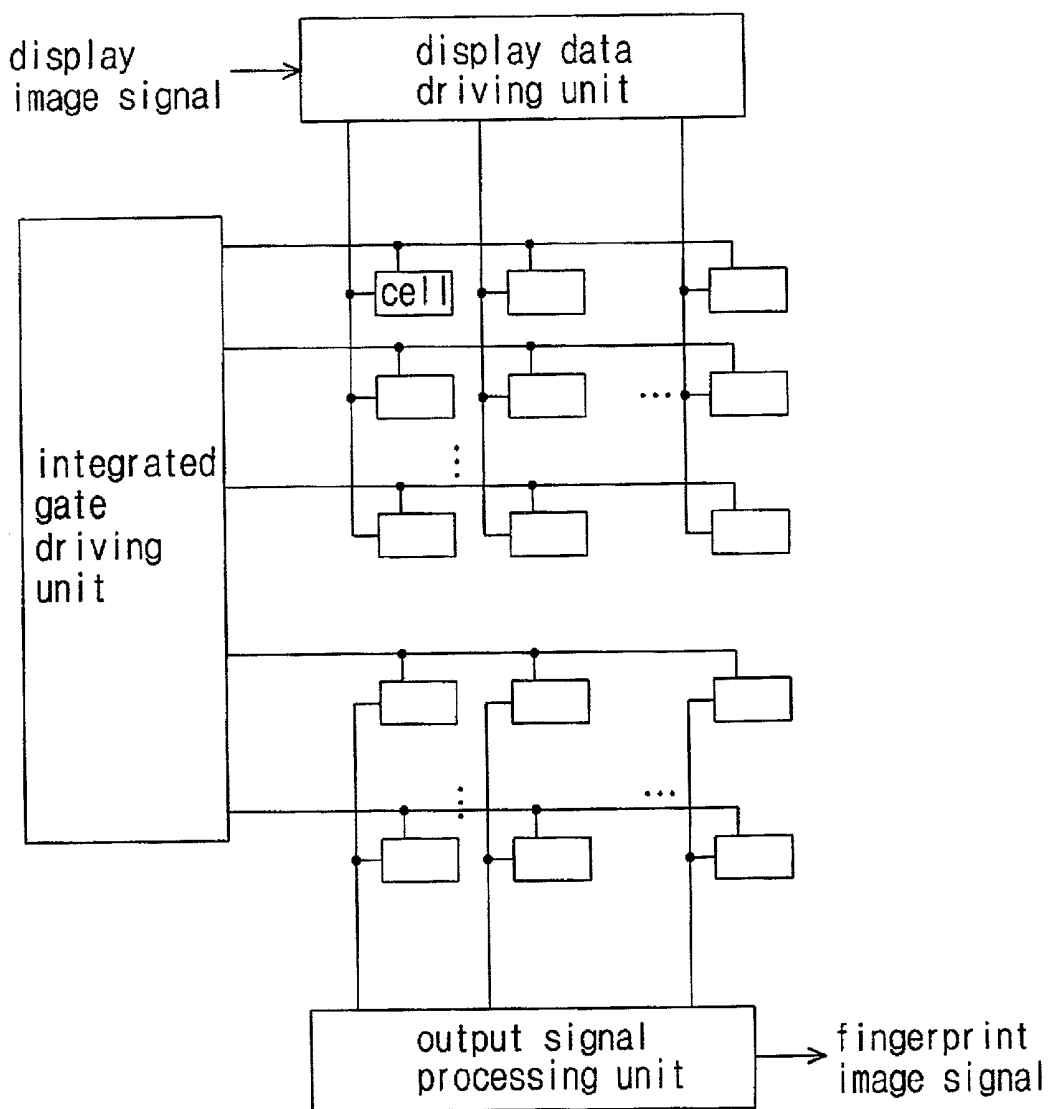 display
image signal
display data
driving unit
cell
integrated
gate
driving
unit
output signal
processing unit
fingerprint
image signal